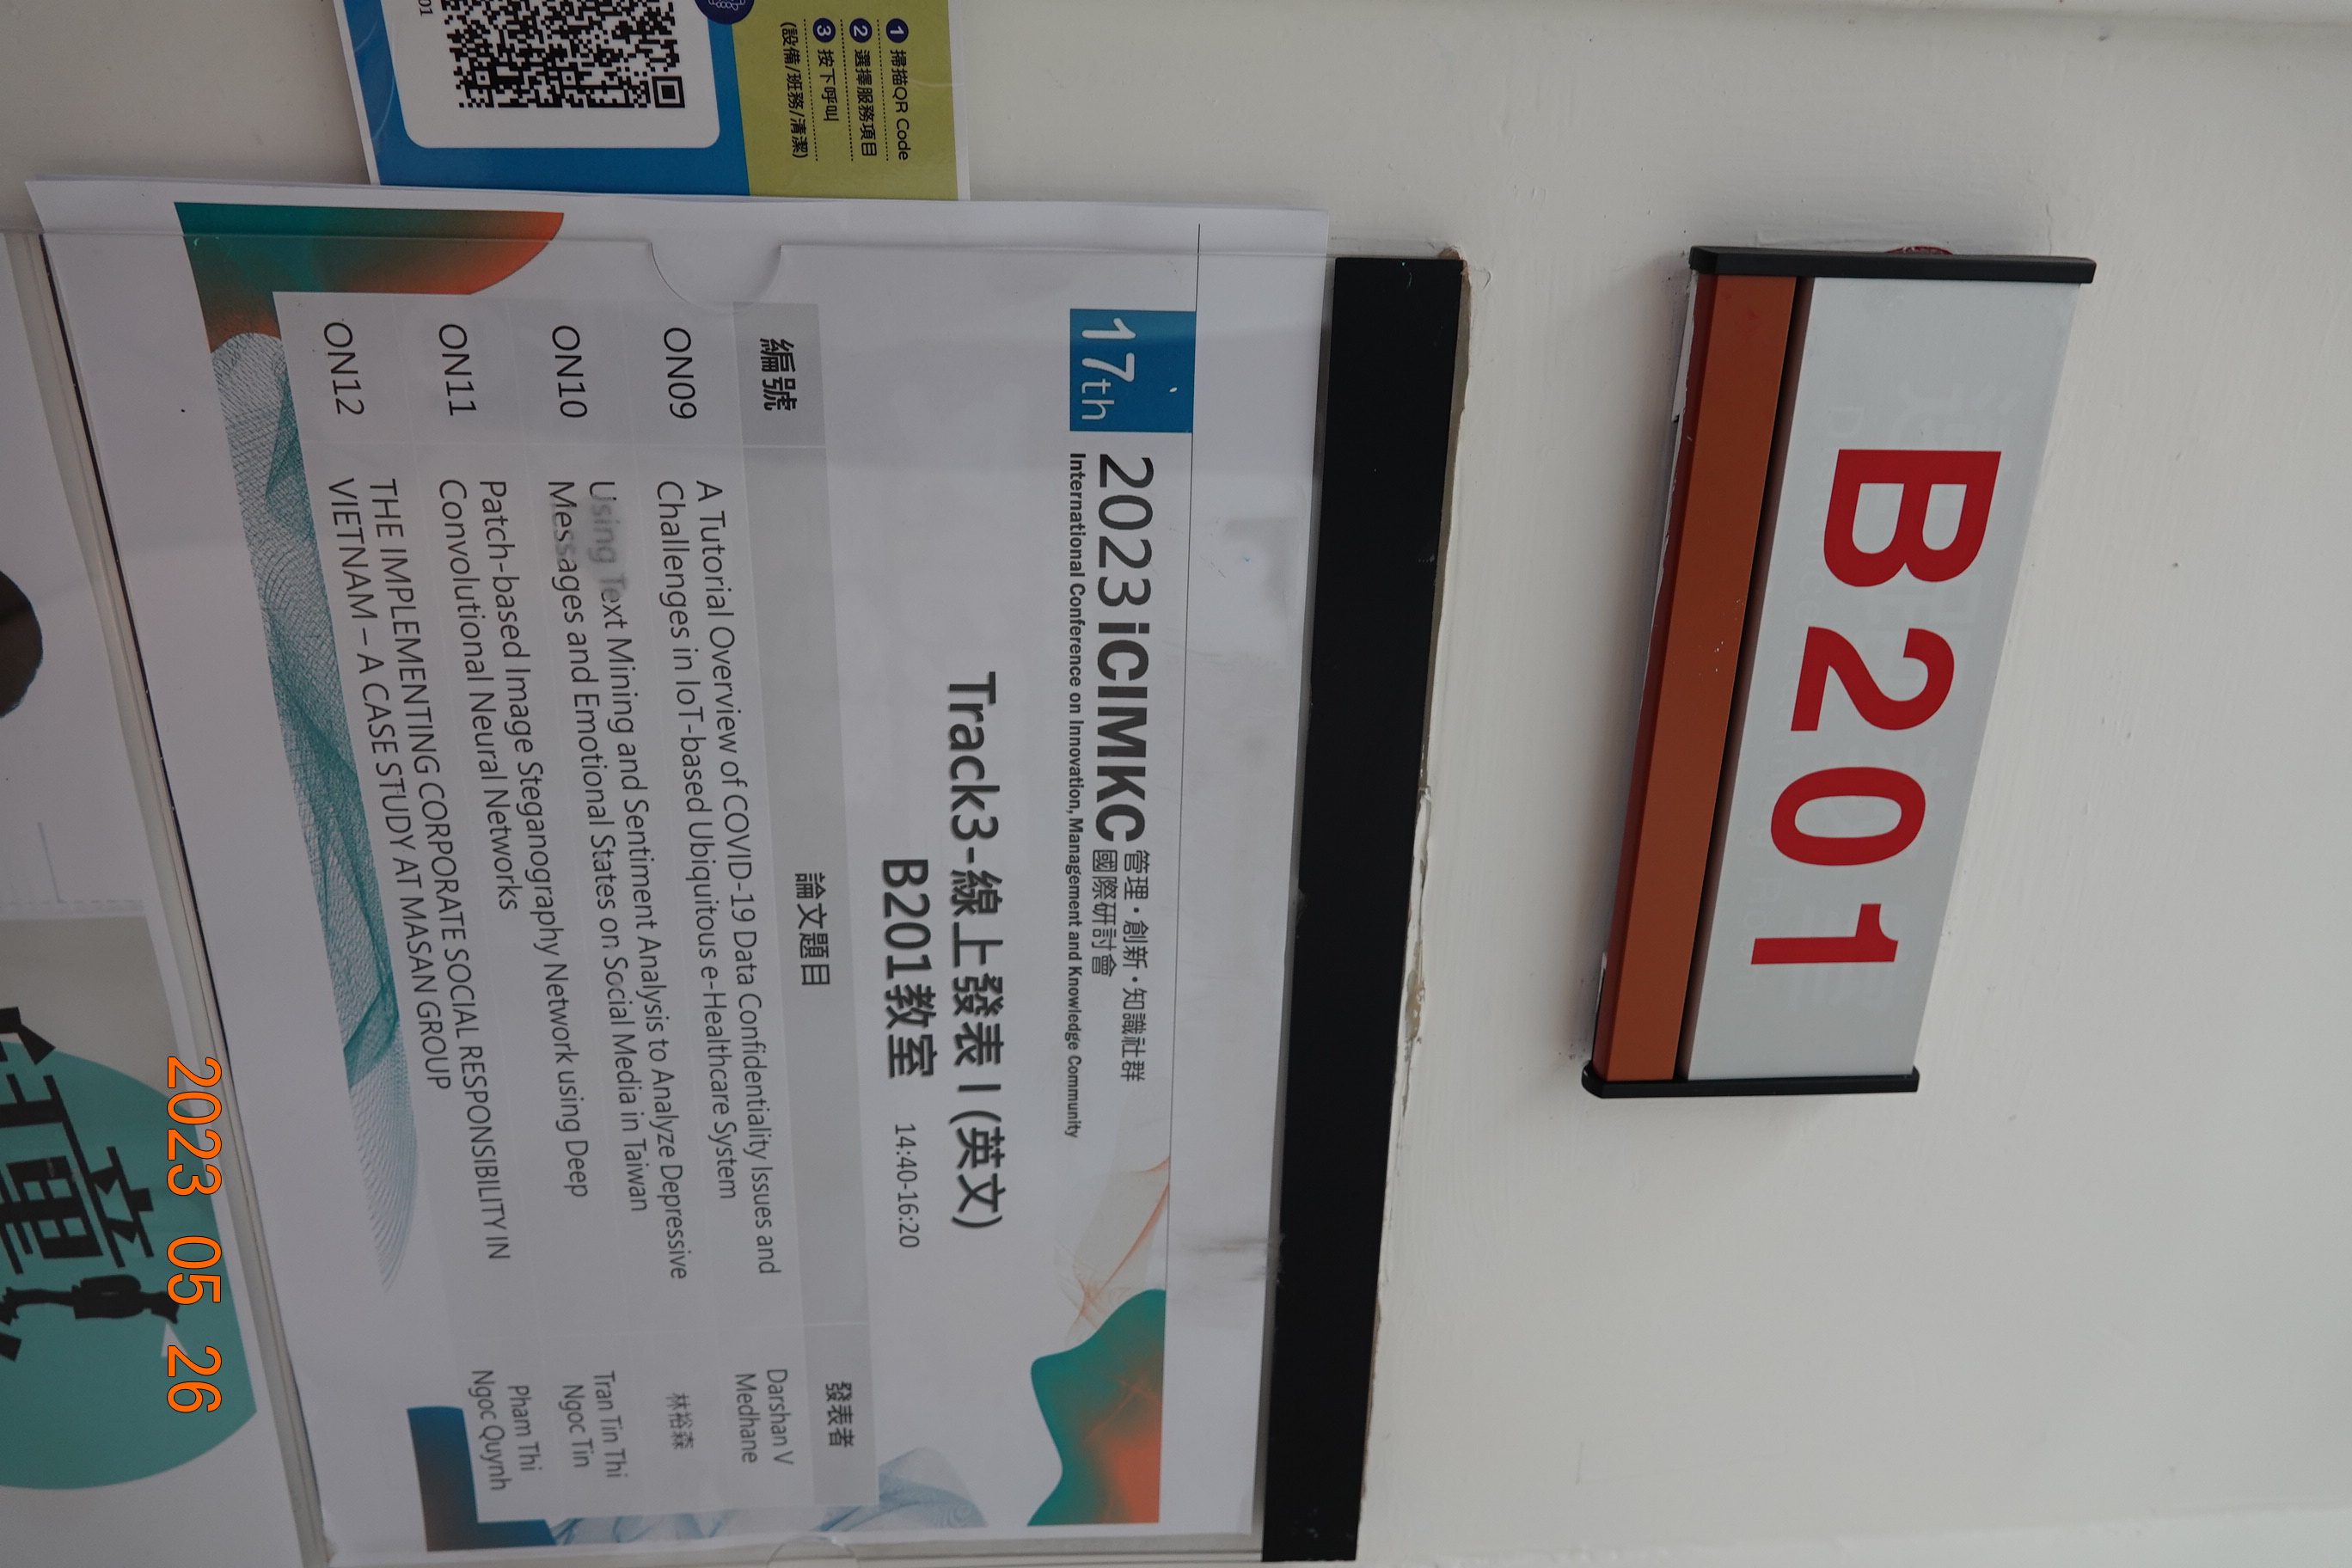 B201
01
1 掃描QR Code
2 選擇服務項目
3 按下呼叫
(設備/班務/清潔)
17th
2023 iCIMKC
管理・創新・知識社群
國際研討會
International Conference on Innovation, Management and Knowledge Community
Track3-線上發表 I (英文)
B201教室 14:40-16:20
編號 論文題目 發表者
ON09
A Tutorial Overview of COVID-19 Data Confidentiality Issues and
Challenges in IoT-based Ubiquitous e-Healthcare System
Darshan V
Medhane
ON10
Using Text Mining and Sentiment Analysis to Analyze Depressive
Messages and Emotional States on Social Media in Taiwan
林裕森
ON11
Patch-based Image Steganography Network using Deep
Convolutional Neural Networks
Tran Tin Thi
Ngoc Tin
ON12
THE IMPLEMENTING CORPORATE SOCIAL RESPONSIBILITY IN
VIETNAM – A CASE STUDY AT MASAN GROUP
Pham Thi
Ngoc Quynh
2023 05 26